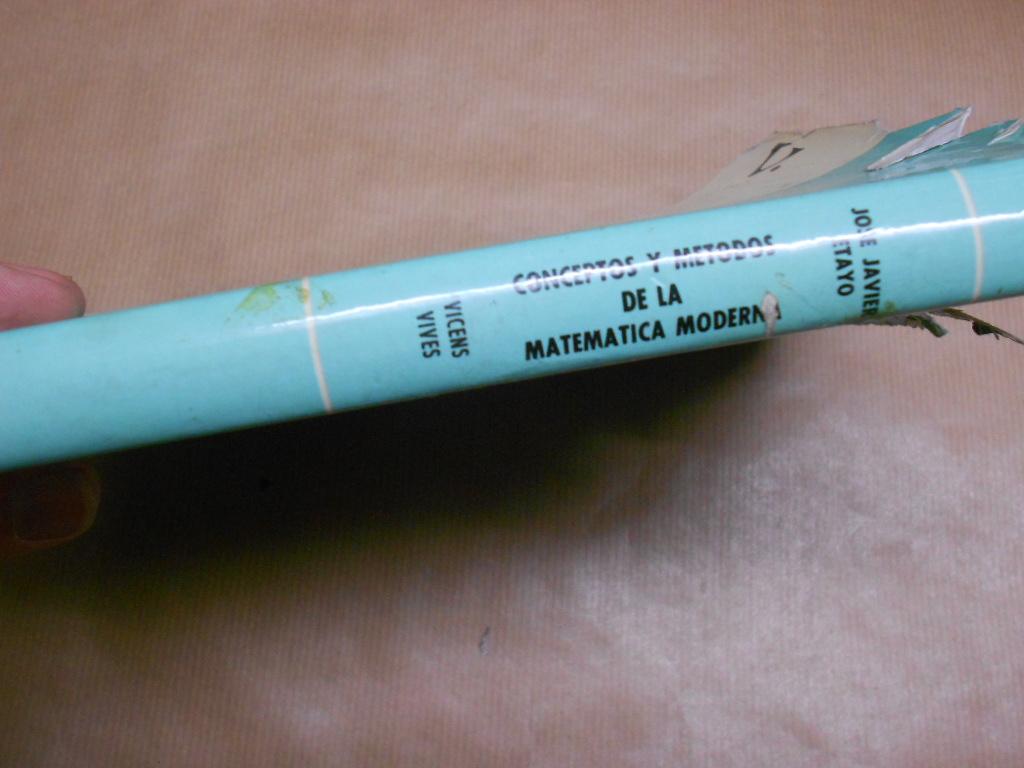 JOSE JAVIER
ETAYO
CONCEPTOS Y METODOS
DE LA
MATEMATICA MODERNA
VICENS
VIVES
V.